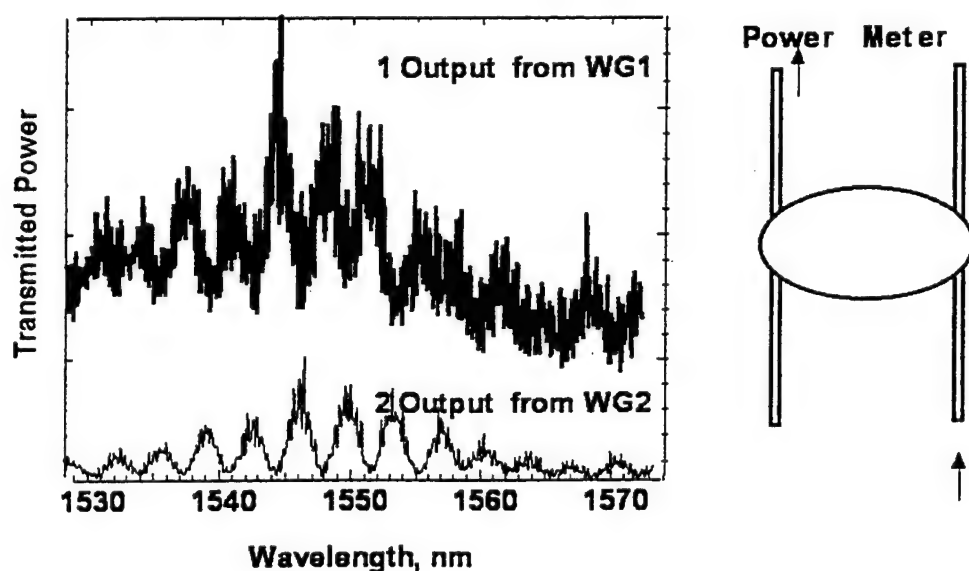 Power Meter
1 Output from WG1
Transmitted Power
2 Output from WG2
1530 1540 1550 1560 1570
Wavelength, nm